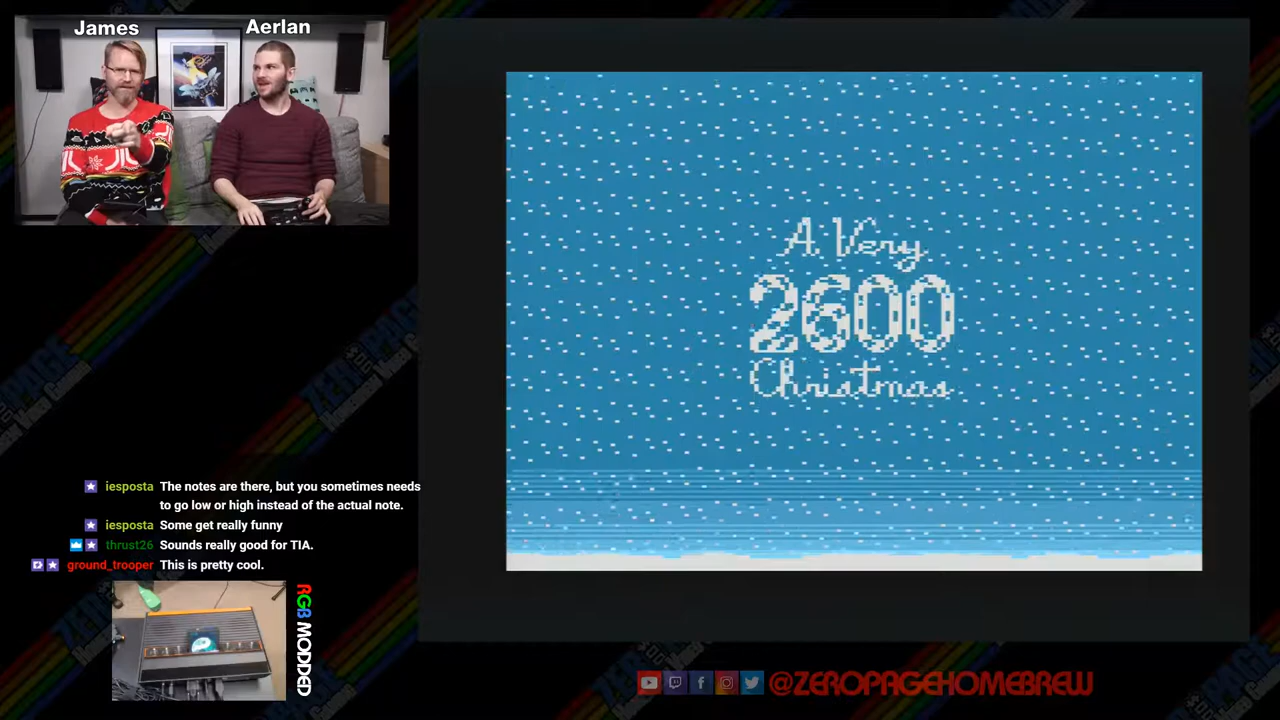 James
Aerlan
A Very
2600
Christmas
iesposta The notes are there, but you sometimes needs
to go low or high instead of the actual note.
iesposta Some get really funny
thrust26 Sounds really good for TIA.
ground_trooper This is pretty cool.
RGB MODDED
@ZEROPAGEHOMEBREW